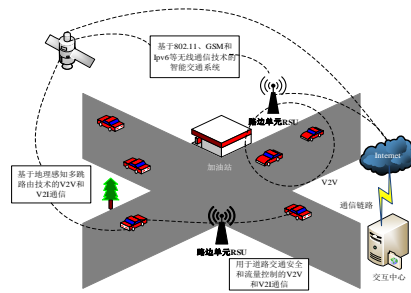 基于802.11、GSM和
Ipv6等无线通信技术的
智能交通系统
路边单元RSU
加油站
Internet
V2V
基于地理感知多跳
路由技术的V2V和
V2I通信
通信链路
路边单元RSU
用于道路交通安全
和流量控制的V2V
和V2I通信
交互中心